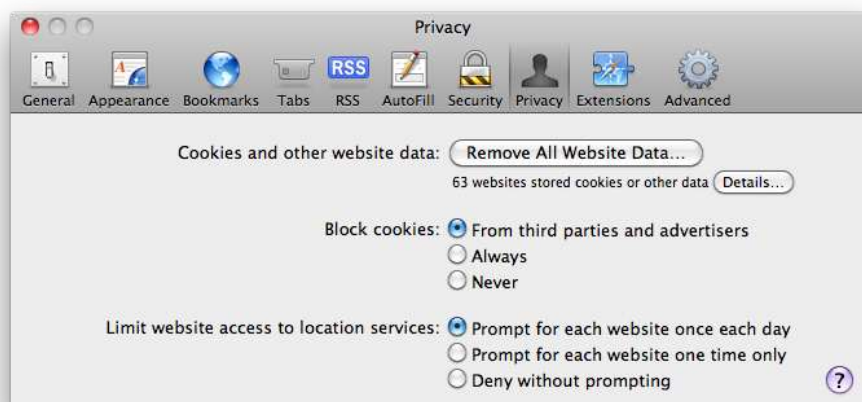 Privacy
RSS
General Appearance Bookmarks Tabs RSS AutoFill Security Privacy Extensions Advanced
Cookies and other website data: Remove All Website Data...
63 websites stored cookies or other data Details...
Block cookies: From third parties and advertisers
Always
Never
Limit website access to location services: Prompt for each website once each day
Prompt for each website one time only
Deny without prompting
?